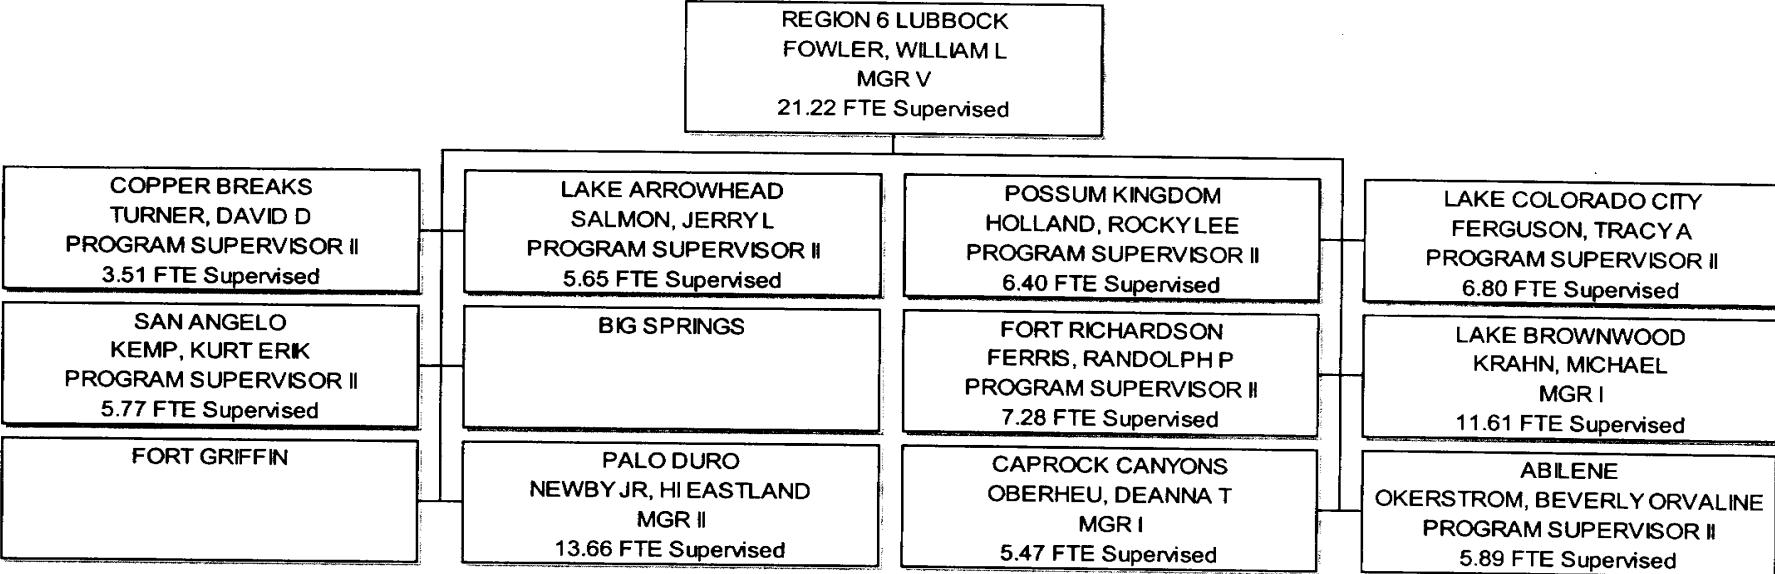 REGION 6 LUBBOCK
FOWLER, WILLIAM L
MGR V
21.22 FTE Supervised
COPPER BREAKS
TURNER, DAVID D
PROGRAM SUPERVISOR II
3.51 FTE Supervised
LAKE ARROWHEAD
SALMON, JERRY L
PROGRAM SUPERVISOR II
5.65 FTE Supervised
POSSUM KINGDOM
HOLLAND, ROCKY LEE
PROGRAM SUPERVISOR II
6.40 FTE Supervised
LAKE COLORADO CITY
FERGUSON, TRACY A
PROGRAM SUPERVISOR II
6.80 FTE Supervised
SAN ANGELO
KEMP, KURT ERIK
PROGRAM SUPERVISOR II
5.77 FTE Supervised
BIG SPRINGS
FORT RICHARDSON
FERRIS, RANDOLPH P
PROGRAM SUPERVISOR II
7.28 FTE Supervised
LAKE BROWNWOOD
KRAHN, MICHAEL
MGR I
11.61 FTE Supervised
FORT GRIFFIN
PALO DURO
NEWBY JR, HI EASTLAND
MGR II
13.66 FTE Supervised
CAPROCK CANYONS
OBERHEU, DEANNA T
MGR I
5.47 FTE Supervised
ABILENE
OKERSTROM, BEVERLY ORVALINE
PROGRAM SUPERVISOR II
5.89 FTE Supervised